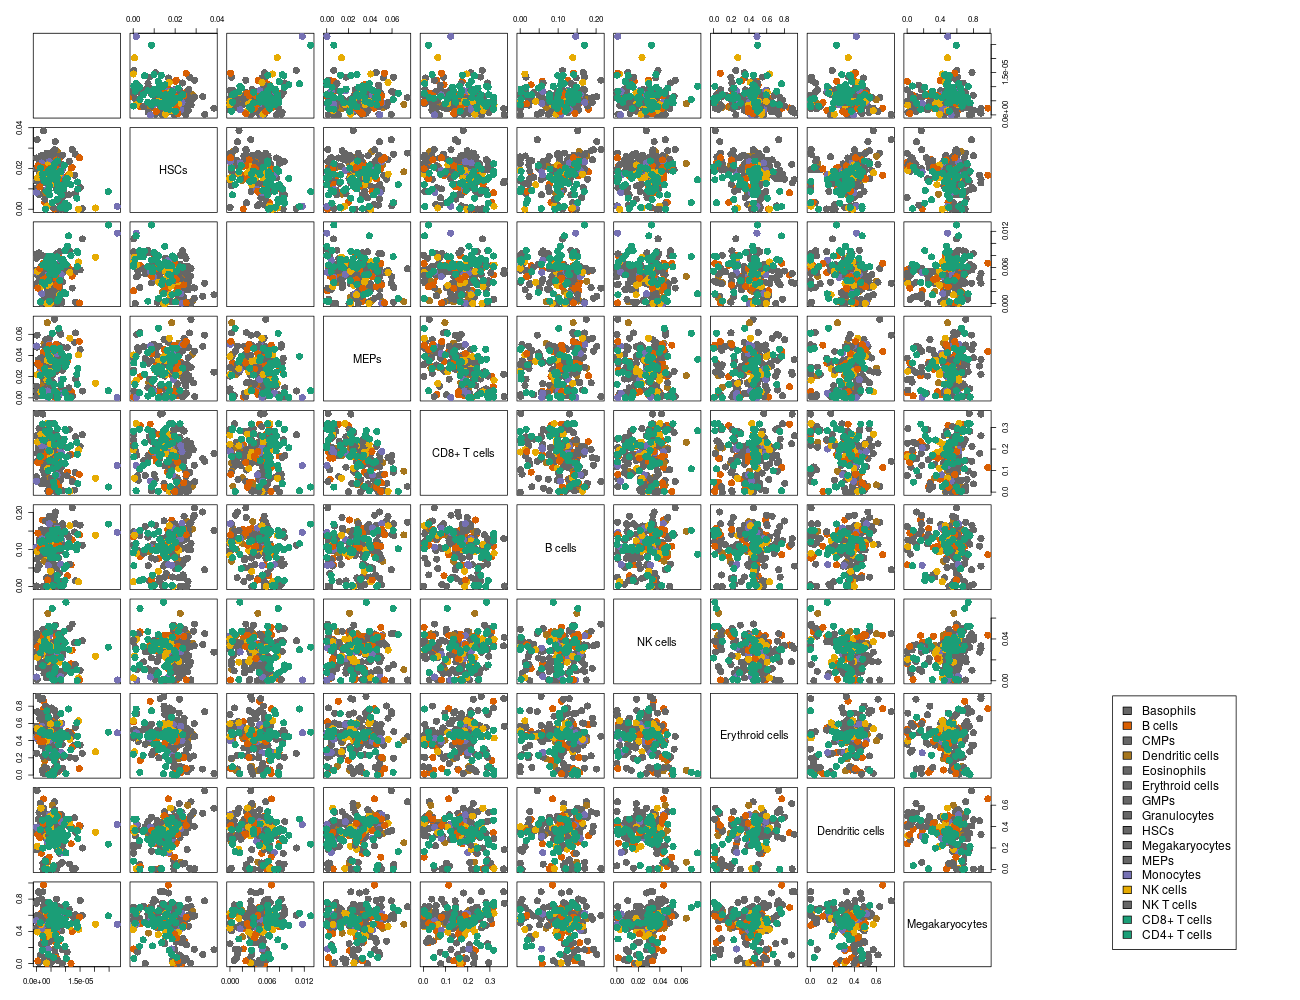 0.00 0.02 0.04 0.00 0.02 0.04 0.06 0.00 0.10 0.20 0.0 0.2 0.4 0.6 0.8 0.0 0.4 0.8
0.0e+00 1.5e-05
HSCs
0.00 0.02 0.04
0.000 0.006 0.012
MEPs
0.00 0.02 0.04 0.06
CD8+ T cells
0.0 0.1 0.2 0.3
B cells
0.00 0.10 0.20
NK cells
0.00 0.04
Erythroid cells
0.0 0.2 0.4 0.6 0.8
Dendritic cells
0.0 0.2 0.4 0.6
Megakaryocytes
0.0 0.4 0.8
0.0e+00 1.5e-05 0.000 0.006 0.012 0.0 0.1 0.2 0.3 0.00 0.02 0.04 0.06 0.0 0.2 0.4 0.6
Basophils
B cells
CMPs
Dendritic cells
Eosinophils
Erythroid cells
GMPs
Granulocytes
HSCs
Megakaryocytes
MEPs
Monocytes
NK cells
NK T cells
CD8+ T cells
CD4+ T cells